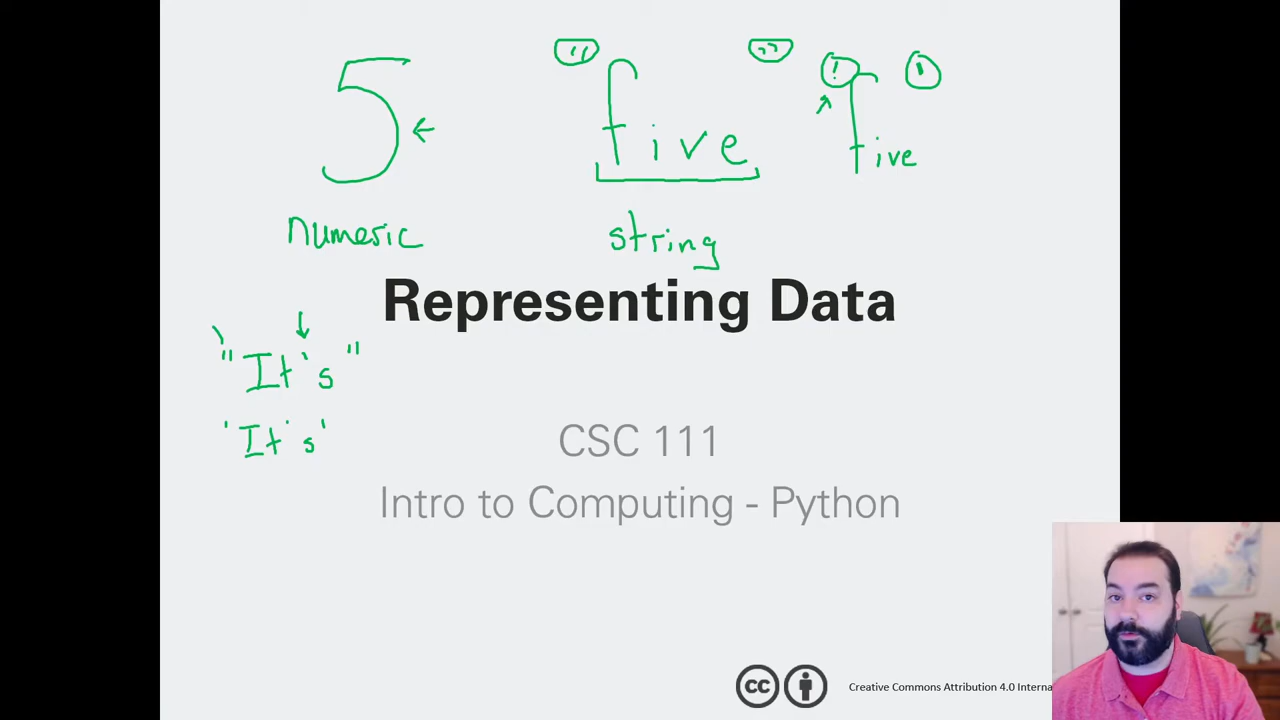 5 "five" 'five'
numeric string
Representing Data
"It's"
'It's'
CSC 111
Intro to Computing - Python
cc Creative Commons Attribution 4.0 Interna